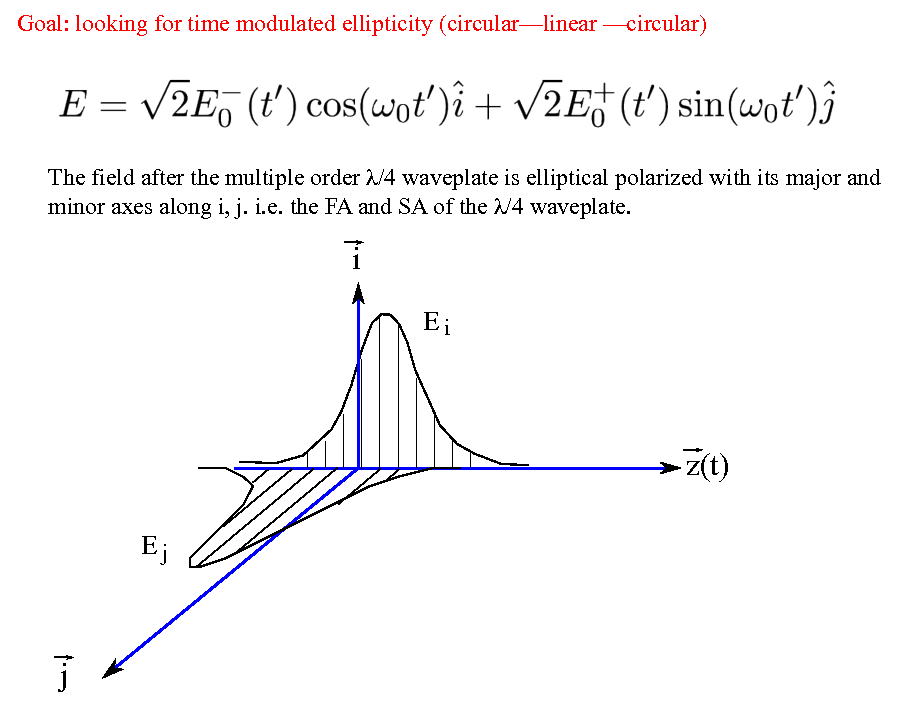 Goal: looking for time modulated ellipticity (circular—linear —circular)
E = √2E₀⁻(t′) cos(ω₀t′)î + √2E₀⁺(t′) sin(ω₀t′)ĵ
The field after the multiple order λ/4 waveplate is elliptical polarized with its major and
minor axes along i, j. i.e. the FA and SA of the λ/4 waveplate.
i⃗
E i
z⃗(t)
E j
j⃗